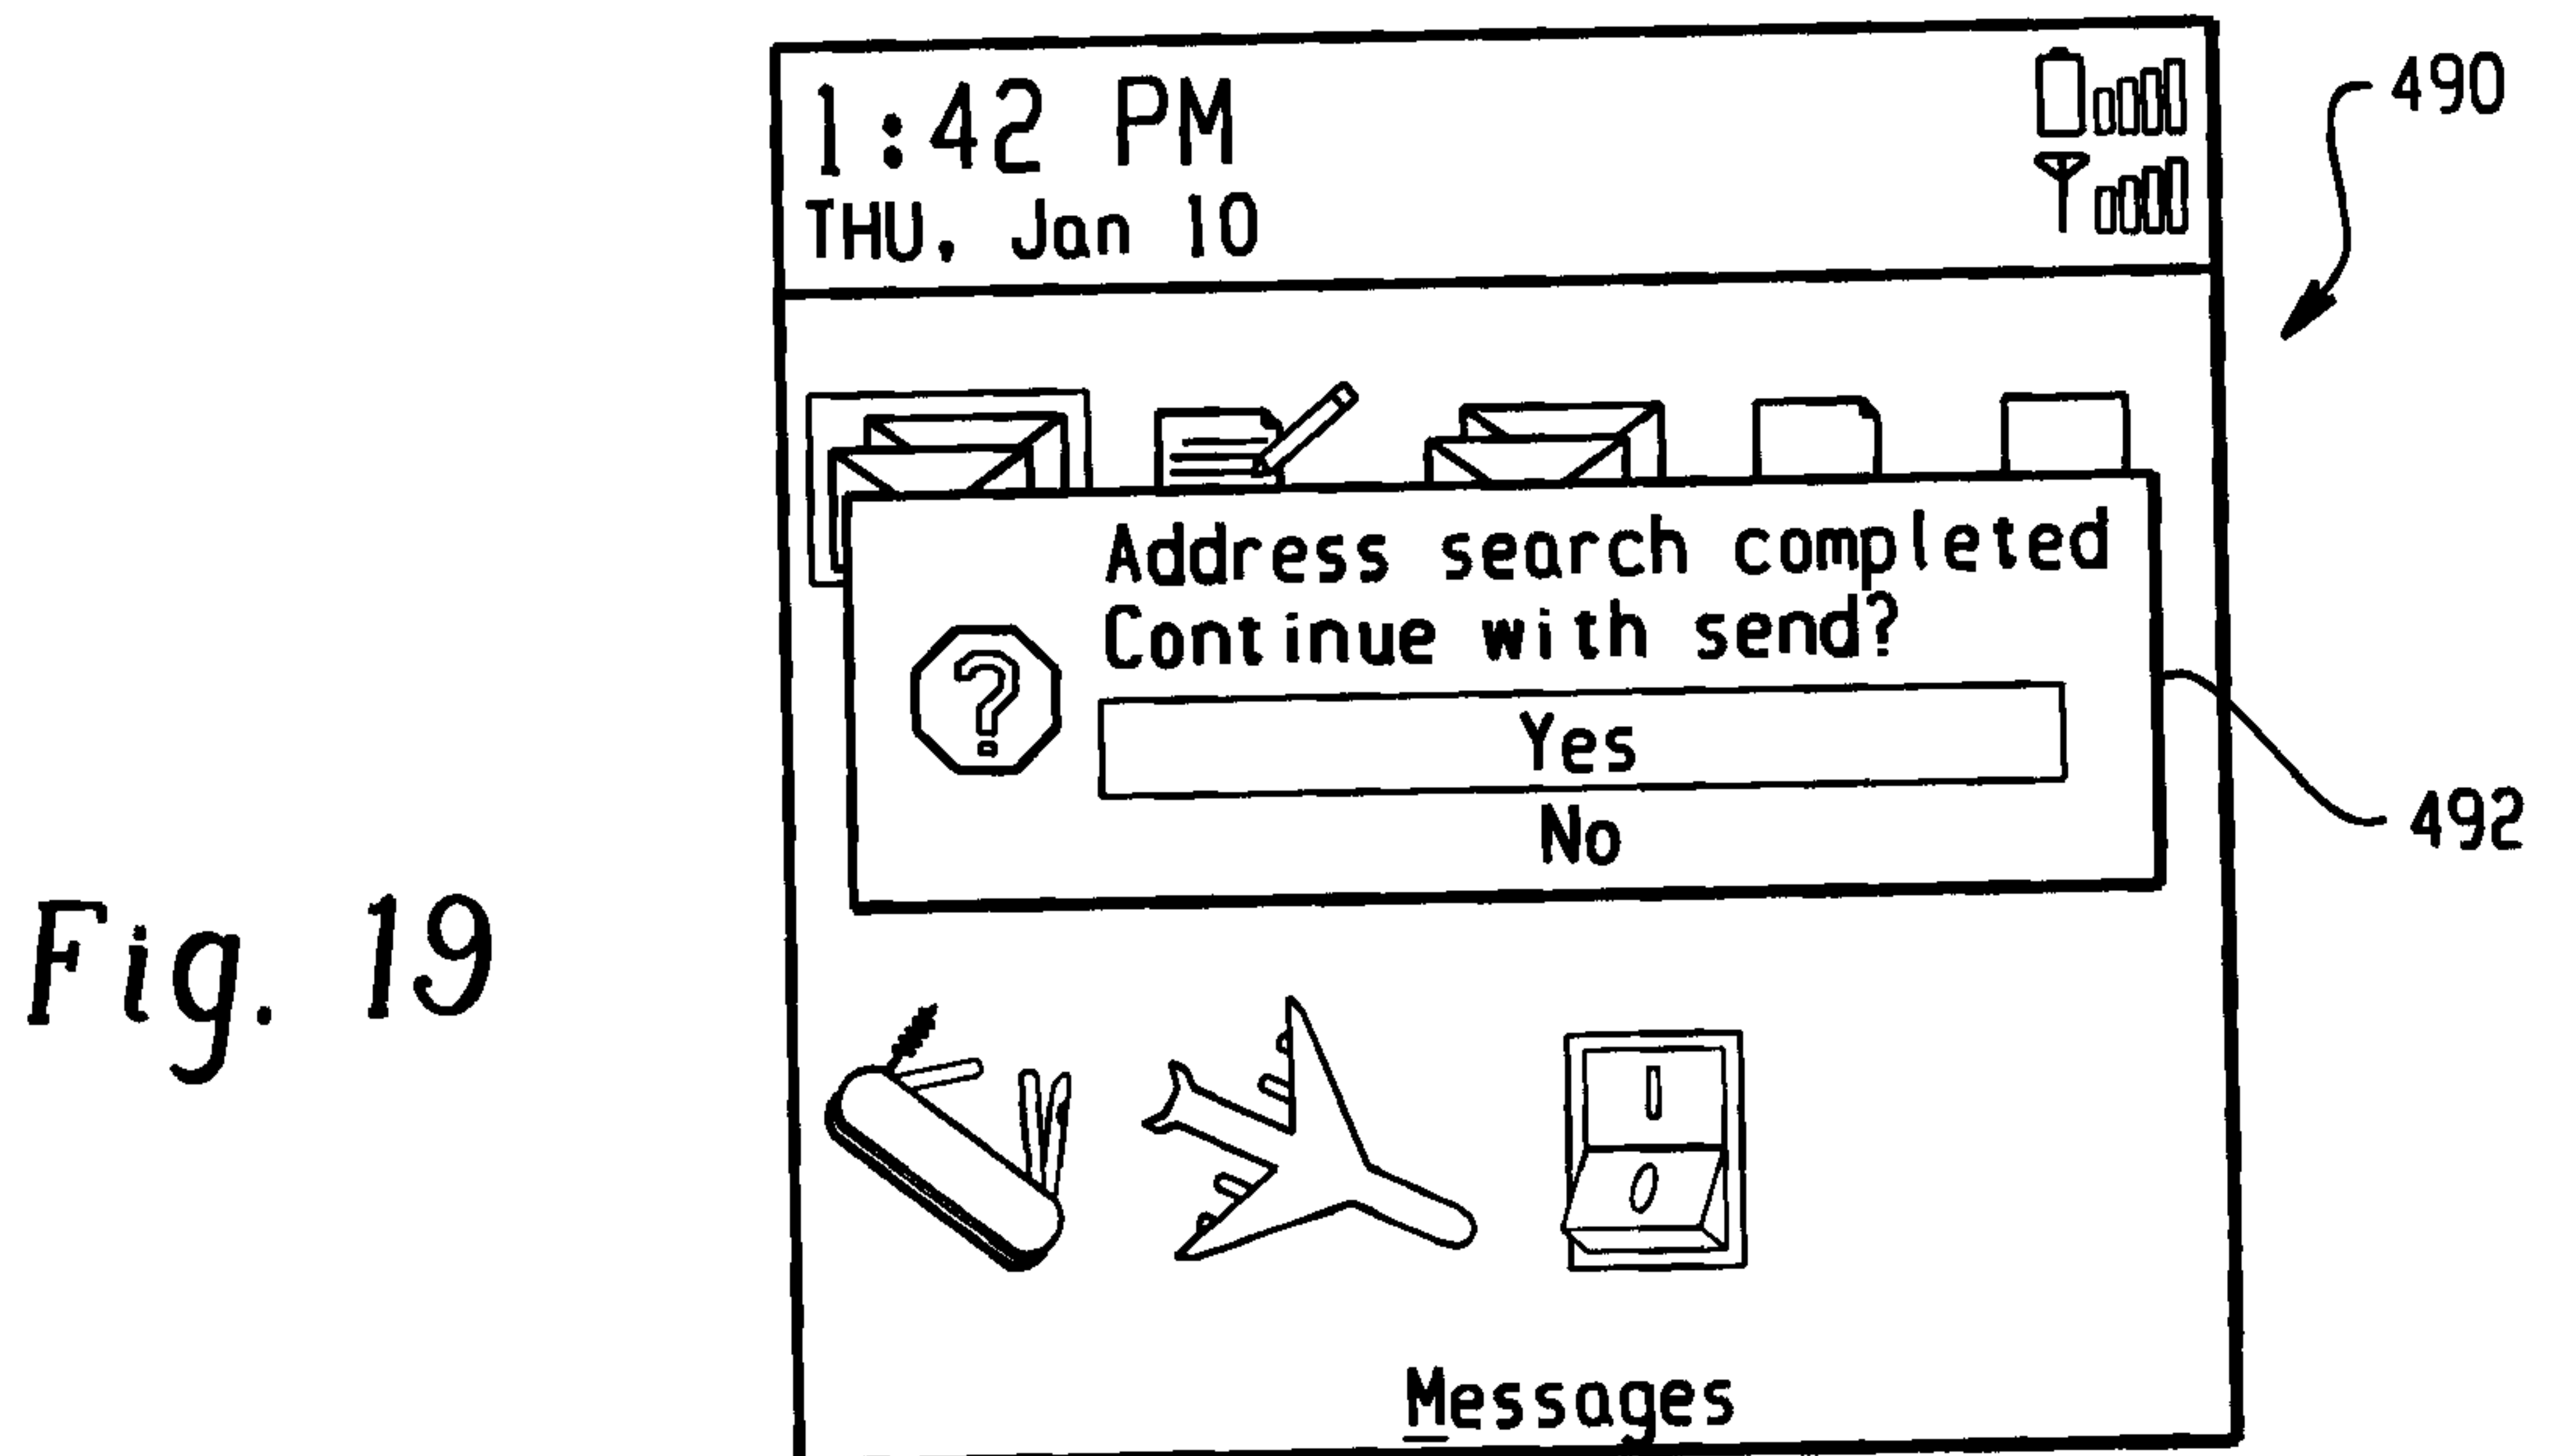 1:42 PM
THU, Jan 10
490
Address search completed
Continue with send?
?
Yes
No
492
Fig. 19
I
0
Messages